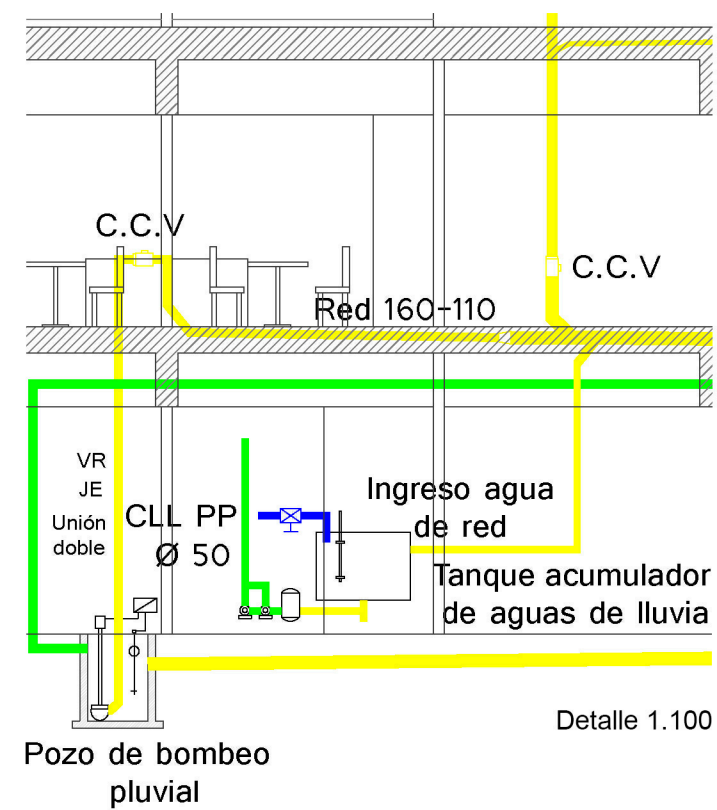 C.C.V
C.C.V
Red 160-110
VR
JE
Unión
doble
CLL PP
Ø 50
Ingreso agua
de red
Tanque acumulador
de aguas de lluvia
Detalle 1.100
Pozo de bombeo
pluvial